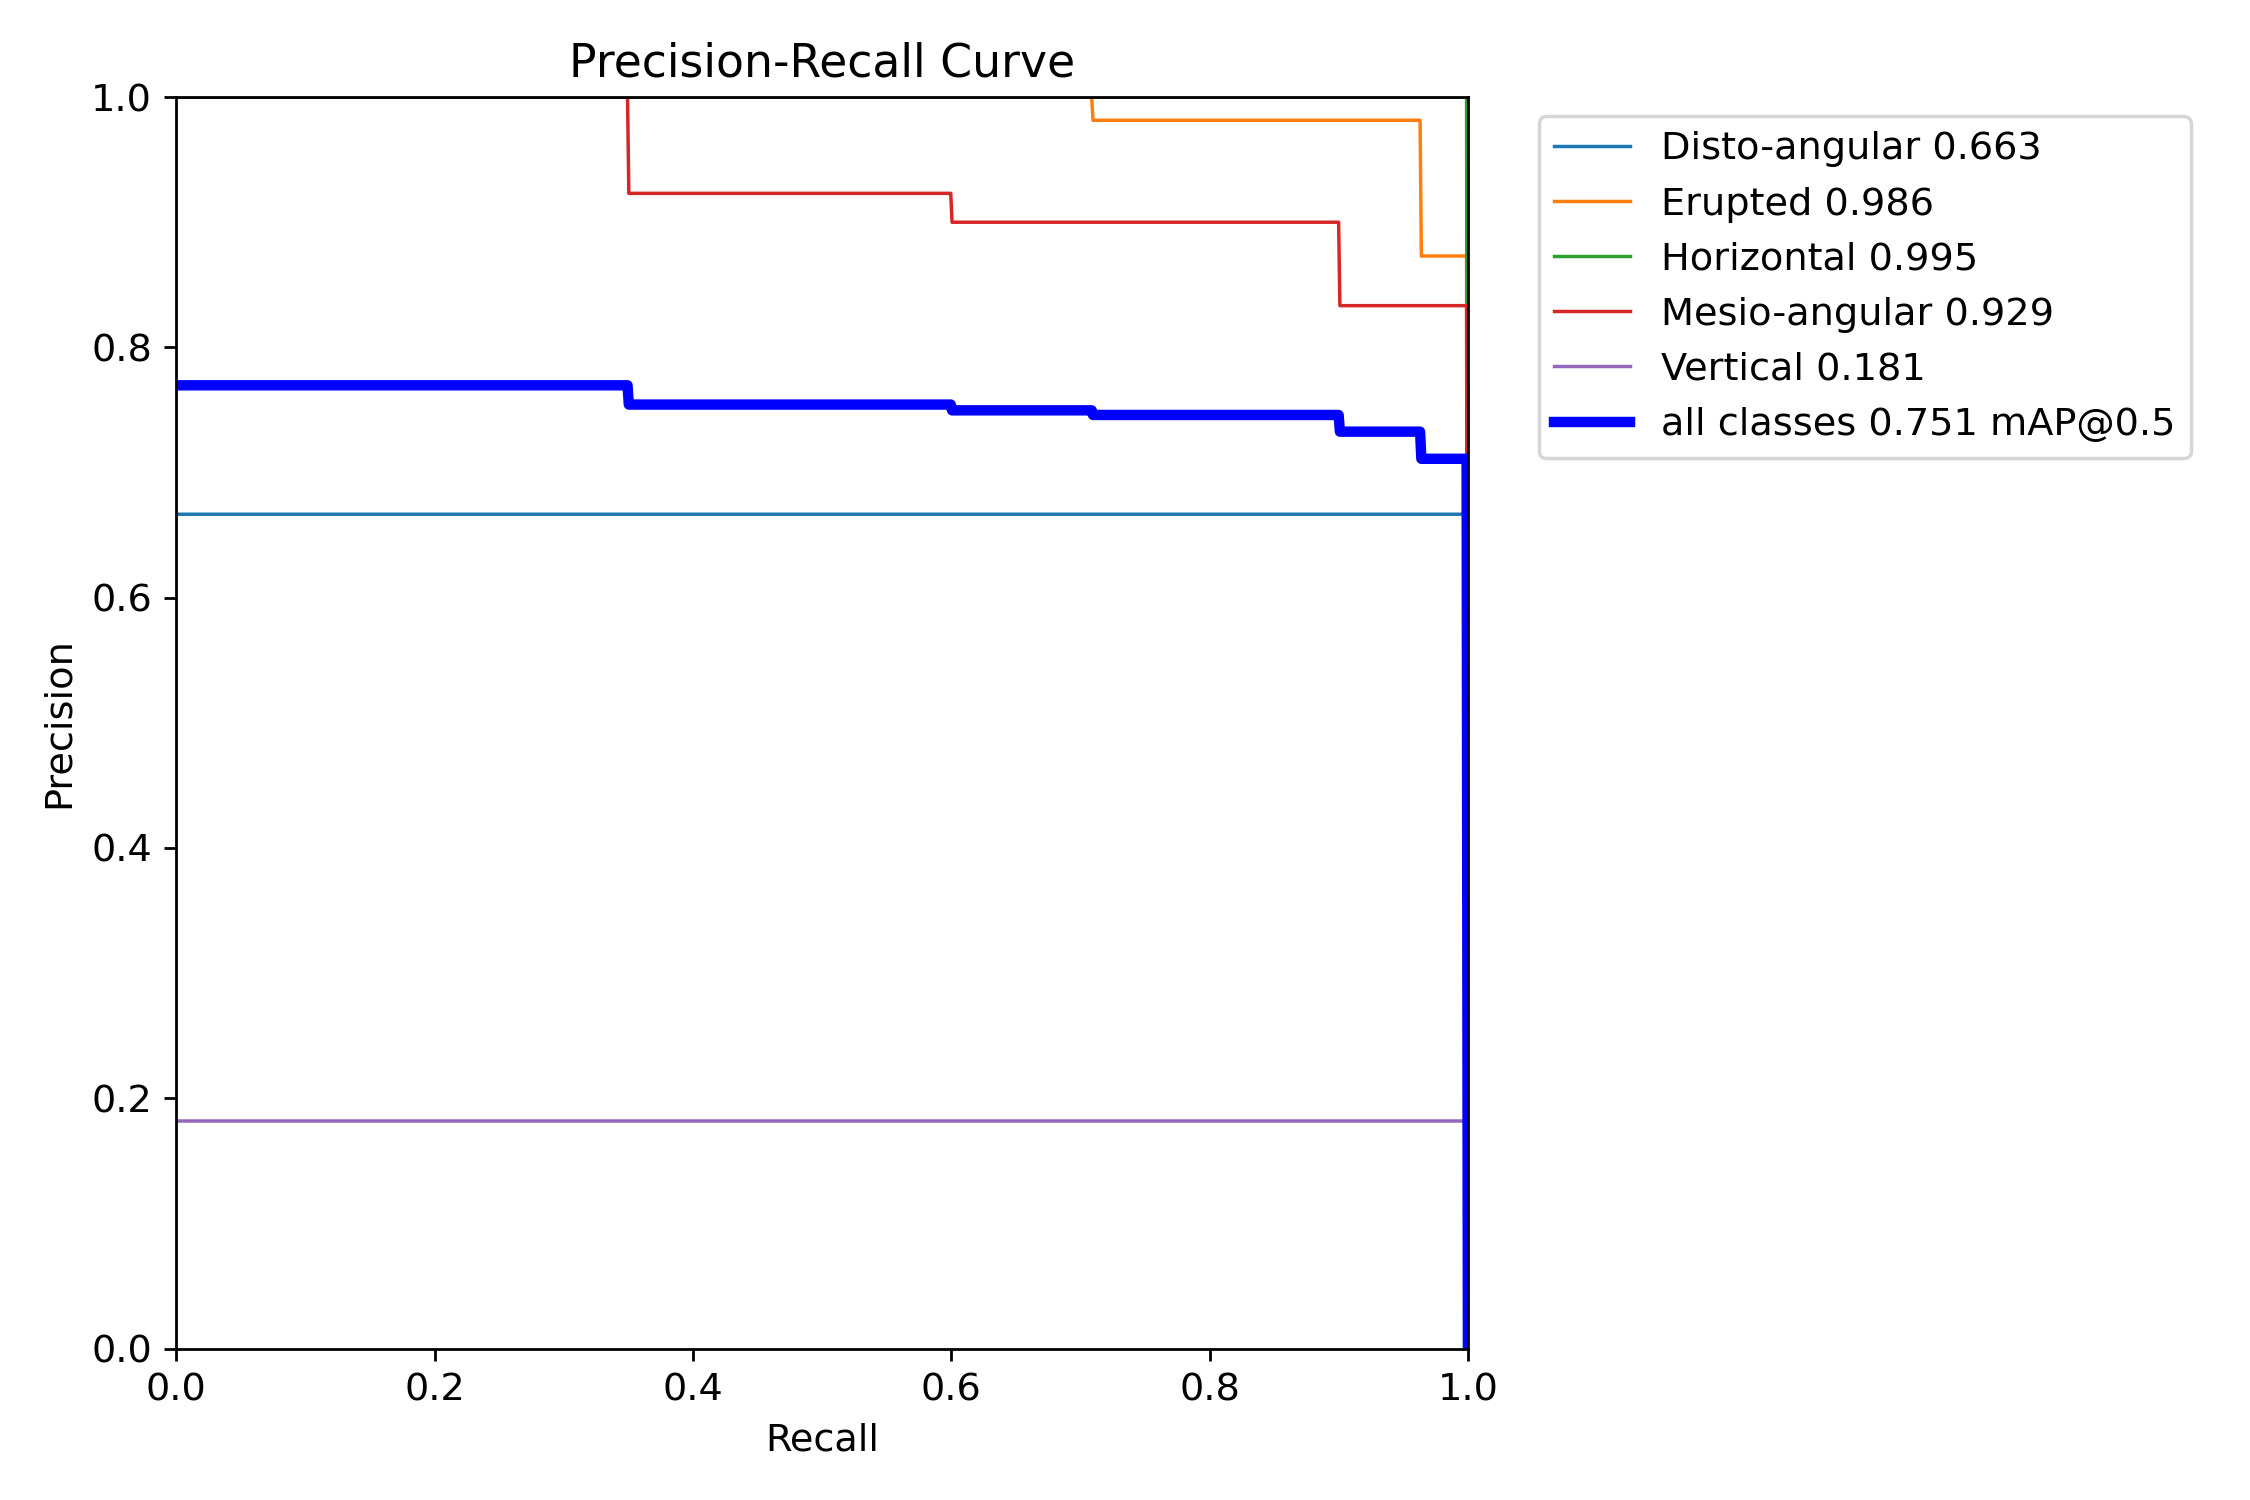 Precision-Recall Curve
1.0
0.8
0.6
0.4
0.2
0.0
Precision
0.0 0.2 0.4 0.6 0.8 1.0
Recall
Disto-angular 0.663
Erupted 0.986
Horizontal 0.995
Mesio-angular 0.929
Vertical 0.181
all classes 0.751 mAP@0.5